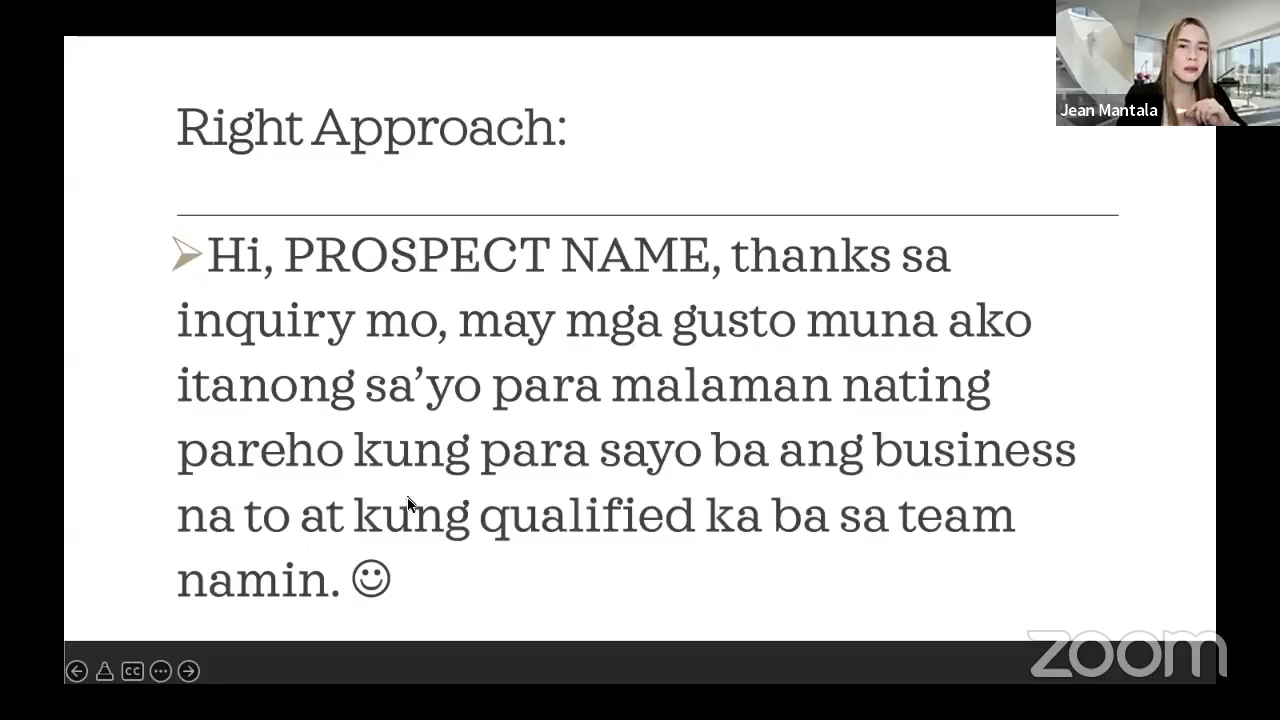 Jean Mantala
Right Approach:
Hi, PROSPECT NAME, thanks sa
inquiry mo, may mga gusto muna ako
itanong sa’yo para malaman nating
pareho kung para sayo ba ang business
na to at kung qualified ka ba sa team
namin. ☺
CC
zoom